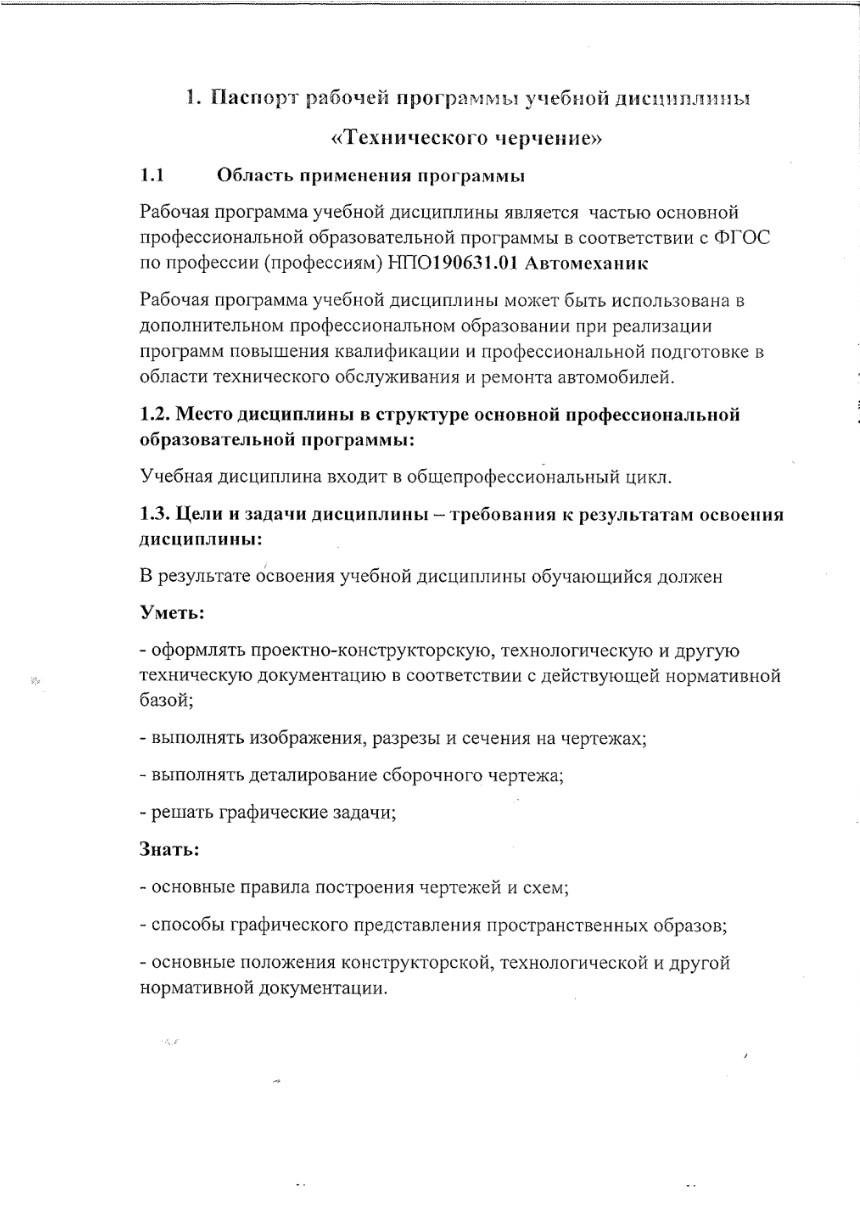 1. Паспорт рабочей программы учебной дисциплины
«Технического черчение»
1.1 Область применения программы
Рабочая программа учебной дисциплины является частью основной
профессиональной образовательной программы в соответствии с ФГОС
по профессии (профессиям) НПО190631.01 Автомеханик
Рабочая программа учебной дисциплины может быть использована в
дополнительном профессиональном образовании при реализации
программ повышения квалификации и профессиональной подготовке в
области технического обслуживания и ремонта автомобилей.
1.2. Место дисциплины в структуре основной профессиональной
образовательной программы:
Учебная дисциплина входит в общепрофессиональный цикл.
1.3. Цели и задачи дисциплины – требования к результатам освоения
дисциплины:
В результате освоения учебной дисциплины обучающийся должен
Уметь:
- оформлять проектно-конструкторскую, технологическую и другую
техническую документацию в соответствии с действующей нормативной
базой;
- выполнять изображения, разрезы и сечения на чертежах;
- выполнять деталирование сборочного чертежа;
- решать графические задачи;
Знать:
- основные правила построения чертежей и схем;
- способы графического представления пространственных образов;
- основные положения конструкторской, технологической и другой
нормативной документации.